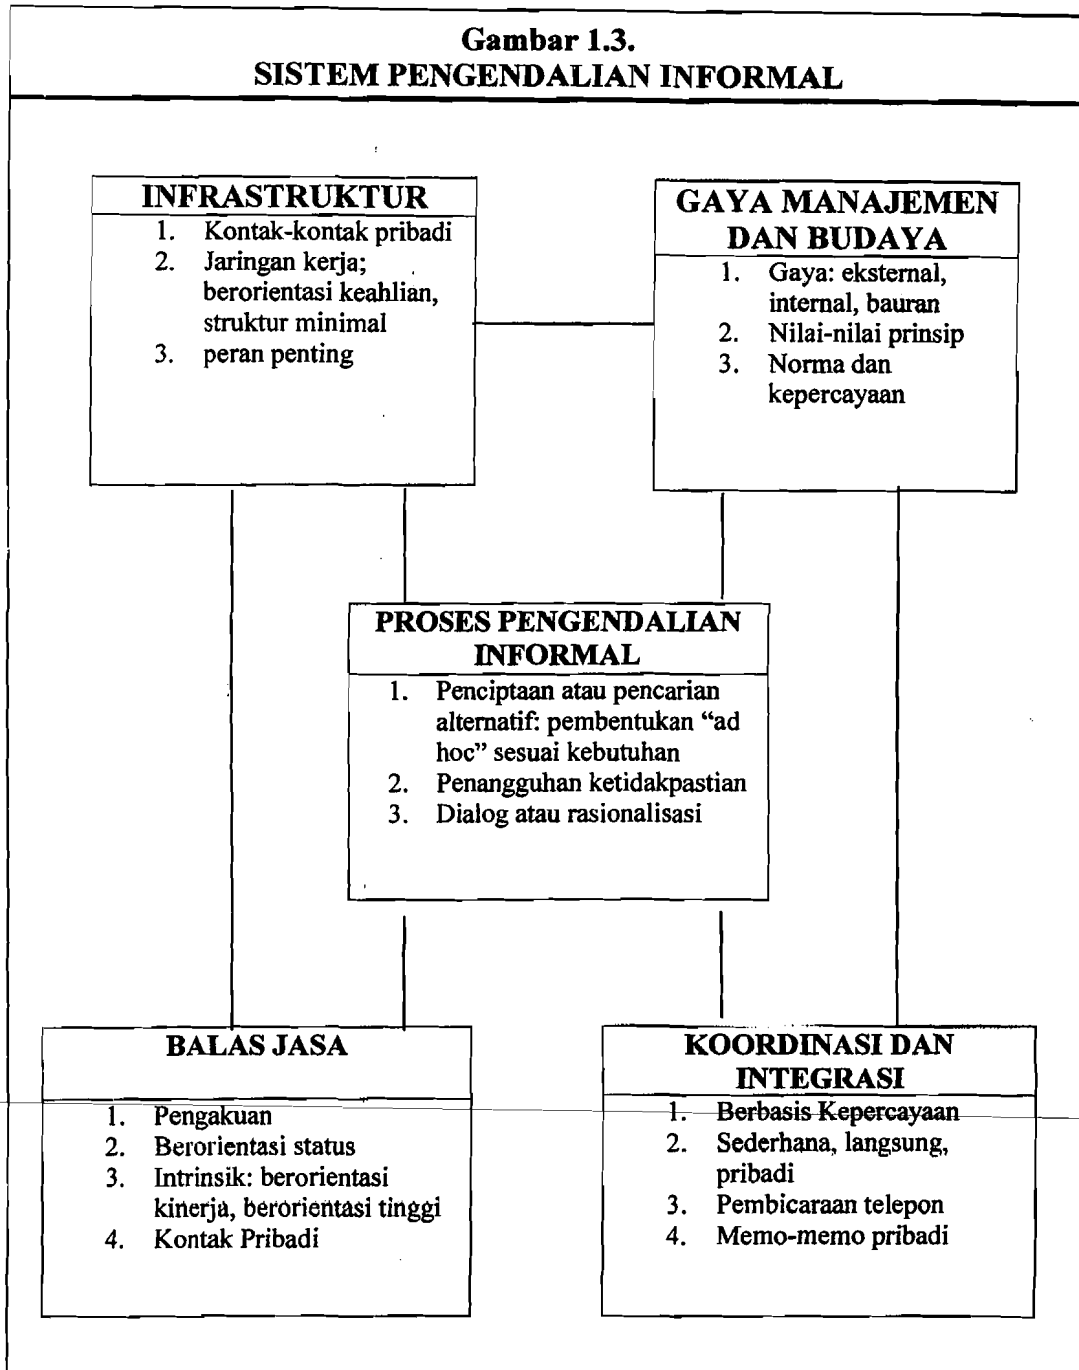 Gambar 1.3.
SISTEM PENGENDALIAN INFORMAL
INFRASTRUKTUR
1. Kontak-kontak pribadi
2. Jaringan kerja;
berorientasi keahlian,
struktur minimal
3. peran penting
GAYA MANAJEMEN
DAN BUDAYA
1. Gaya: eksternal,
internal, bauran
2. Nilai-nilai prinsip
3. Norma dan
kepercayaan
PROSES PENGENDALIAN
INFORMAL
1. Penciptaan atau pencarian
alternatif: pembentukan “ad
hoc” sesuai kebutuhan
2. Penangguhan ketidakpastian
3. Dialog atau rasionalisasi
BALAS JASA
1. Pengakuan
2. Berorientasi status
3. Intrinsik: berorientasi
kinerja, berorientasi tinggi
4. Kontak Pribadi
KOORDINASI DAN
INTEGRASI
1. Berbasis Kepercayaan
2. Sederhana, langsung,
pribadi
3. Pembicaraan telepon
4. Memo-memo pribadi